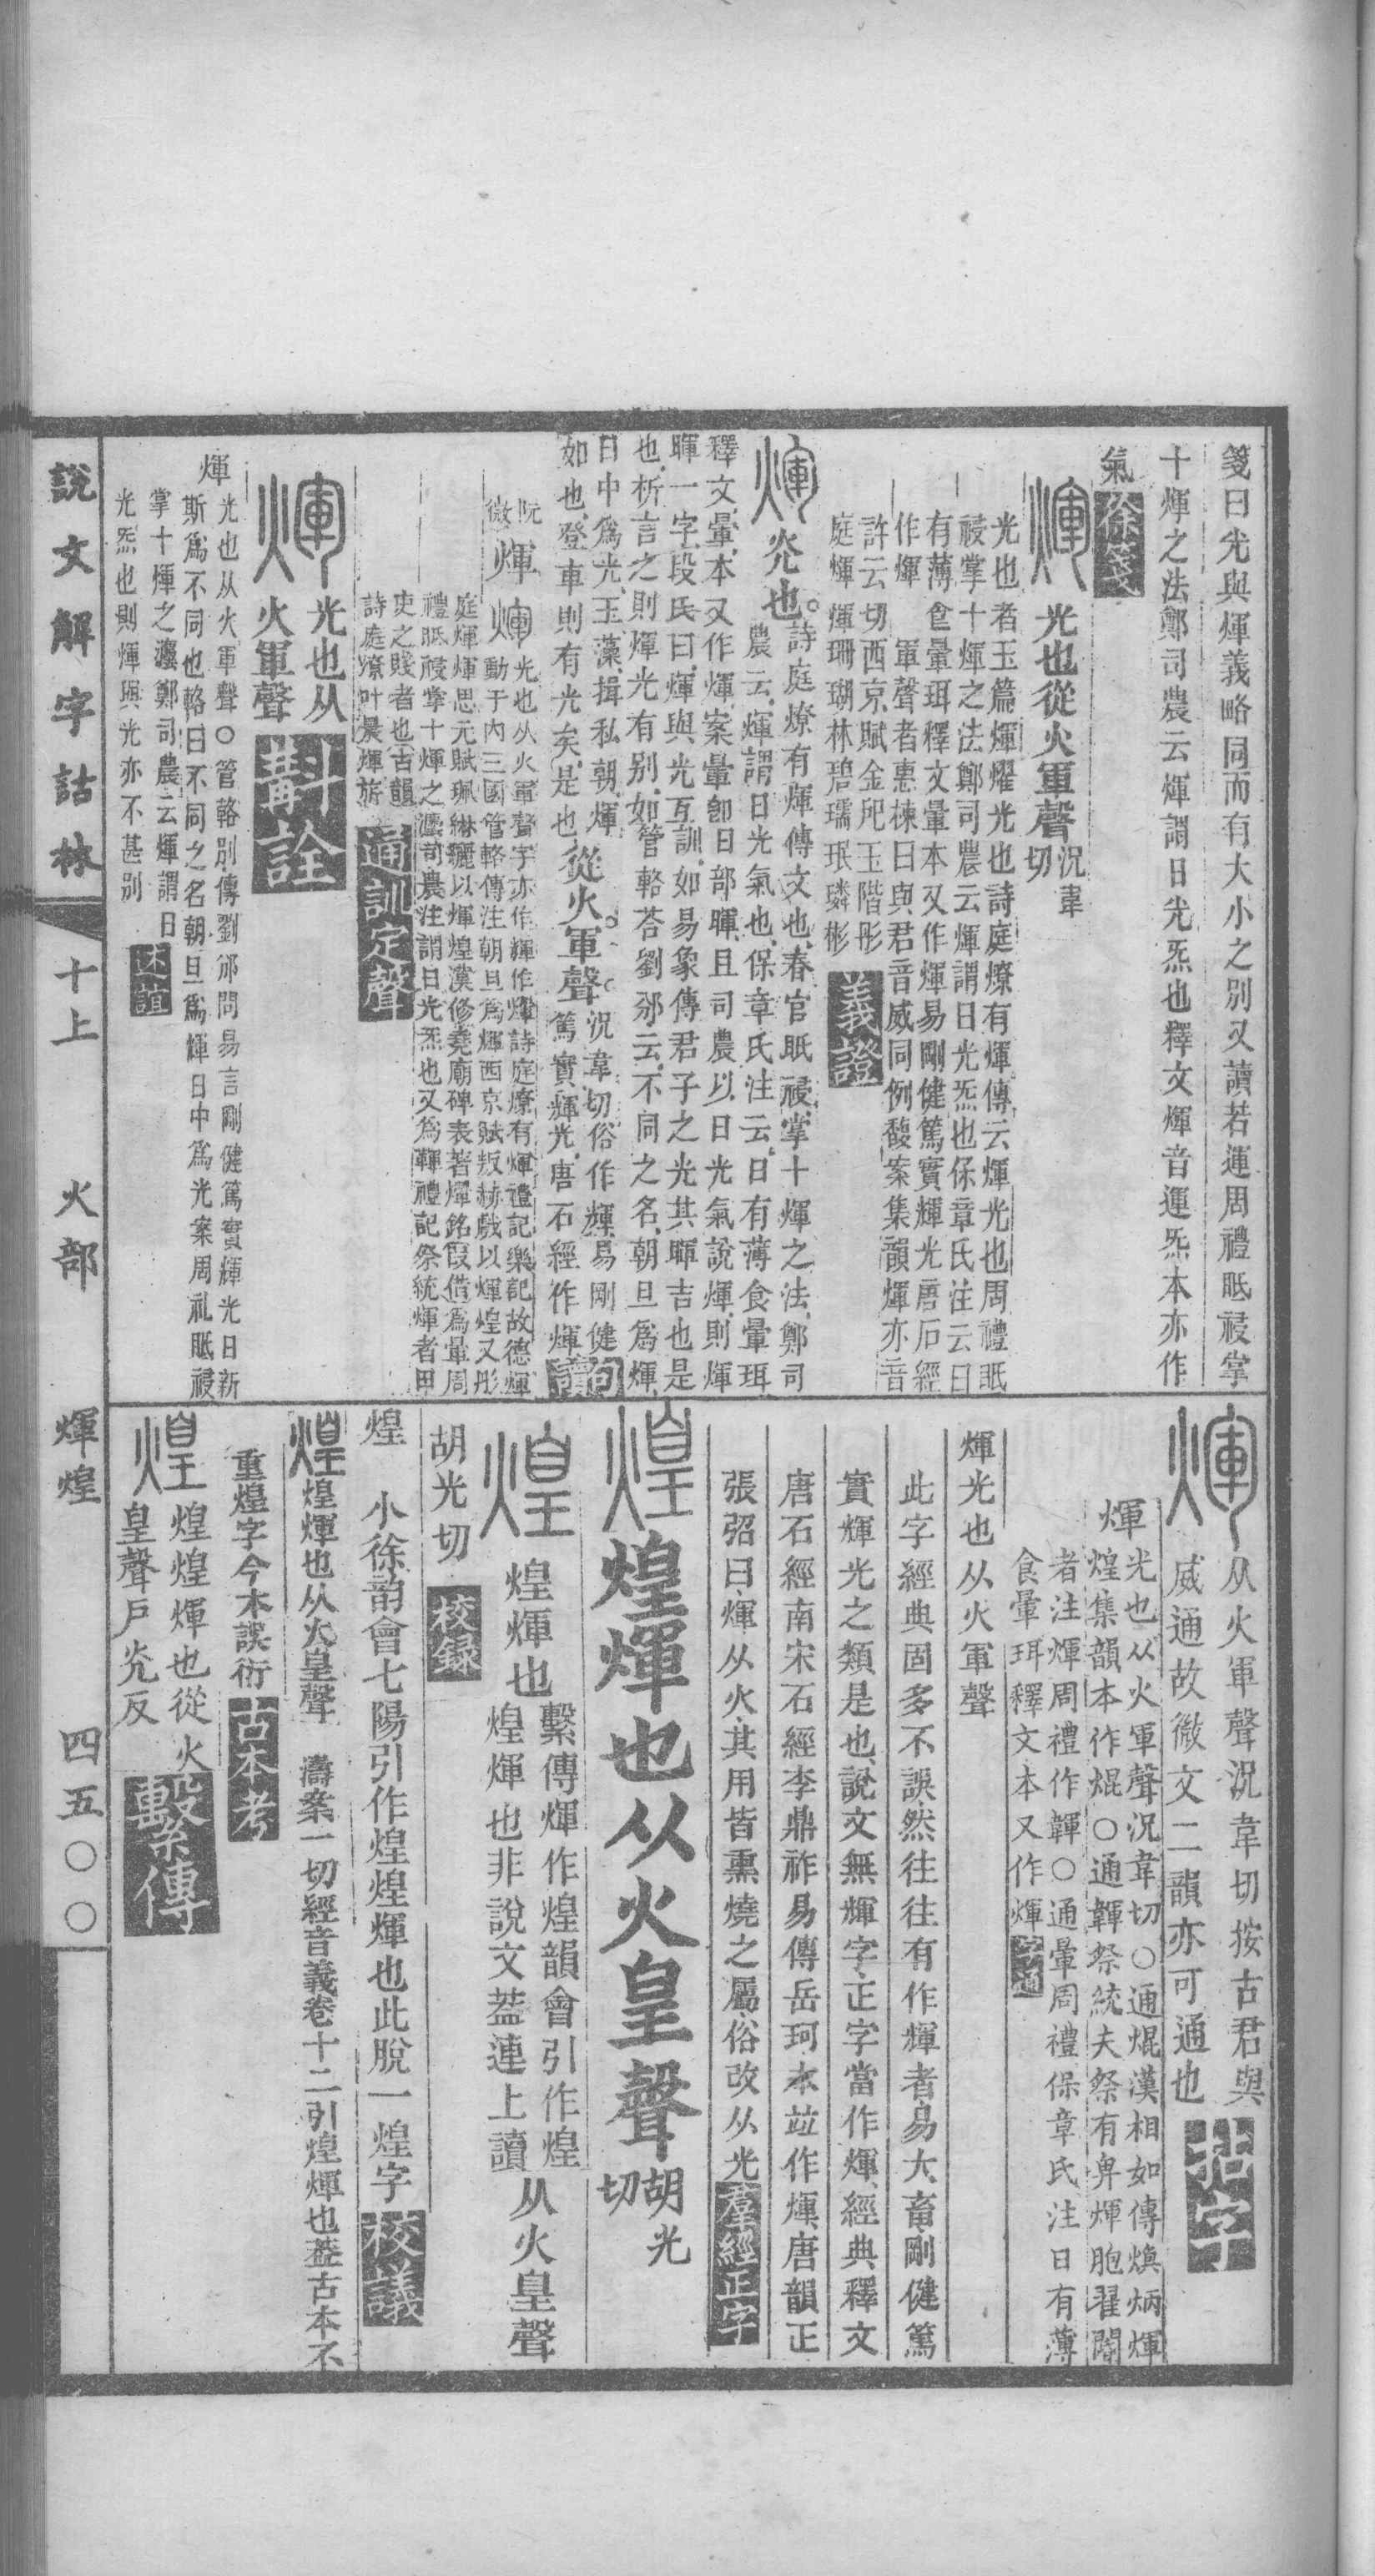 箋曰光與煇義略同而有大小之別又讀若運周禮眡祲掌
十煇之法鄭司農云煇謂日光炁也釋文煇音運炁本亦作
氣徐箋
煇光也從火軍聲況韋切
光也者玉篇煇燿光也詩庭燎有煇傳云煇光也周禮眡
祲掌十煇之法鄭司農云煇謂日光炁也保章氏注云日
有薄食暈珥釋文暈本又作煇易剛健篤實輝光唐石經
作煇 軍聲者惠棟曰與君音威同例馥案集韻煇亦音
許云切西京賦金戺玉階彤
庭煇煇珊瑚林碧瓀珉璘彬義證
煇光也詩庭燎有煇傳文也春官眡祲掌十煇之法鄭司
農云煇謂日光氣也保章氏注云日有薄食暈珥
釋文暈本又作煇案暈卽日部暉且司農以日光氣說煇則煇
暉一字段氏曰煇與光互訓如易象傳君子之光其暉吉也是
也析言之則煇光有別如管輅荅劉邠云不同之名朝旦爲煇
日中爲光玉藻揖私朝煇
如也登車則有光矣是也從火軍聲況韋切俗作輝易剛健
篤實輝光唐石經作煇句讀
煇煇光也从火軍聲字亦作輝作燿詩庭燎有煇禮記樂記故德煇
動于內三國管輅傳注朝旦爲煇西京賦叛赫戲以煇煌又彤
庭煇煇思元賦珮綝纚以煇煌漢修堯廟碑表著煇銘叚借爲暈周
禮眡祲掌十煇之灋司農注謂日光炁也又爲韗禮記祭統煇者甲
吏之賤者也古韻
詩庭燎叶晨煇旂通訓定聲
煇光也从
火軍聲斠詮
煇光也从火軍聲〇管輅別傳劉邠問易言剛健篤實輝光日新
斯爲不同也輅曰不同之名朝旦爲煇日中爲光案周礼眡祲
掌十煇之灋鄭司農云煇謂日
光炁也則煇與光亦不甚別述誼
煇从火軍聲況韋切按古君與
威通故微文二韻亦可通也
煇光也从火軍聲況韋切〇通焜漢相如傳煥炳煇
煌集韻本作焜〇通韗祭統夫祭有畀煇胞翟閽
者注煇周禮作韗〇通暈周禮保章氏注日有薄
食暈珥釋文本又作煇字通
煇光也从火軍聲
此字經典固多不誤然往往有作輝者易大畜剛健篤
實輝光之類是也說文無輝字正字當作煇經典釋文
唐石經南宋石經李鼎祚易傳岳珂本竝作煇唐韻正
張弨曰煇从火其用皆熏燒之屬俗改从光羣經正字
煌煌煇也从火皇聲胡光切
煌煌煇也繫傳煇作煌韻會引作煌
煌煇也非說文葢連上讀从火皇聲
胡光切校錄
煌 小徐韵會七陽引作煌煌煇也此脫一煌字校議
煌煌煇也从火皇聲 濤案一切經音義卷十二引煌煇也葢古本不
重煌字今本誤衍古本考
煌煌煌煇也從火
皇聲戶光反繫傳
說文解字詁林 十上 火部 煇煌 四五〇〇